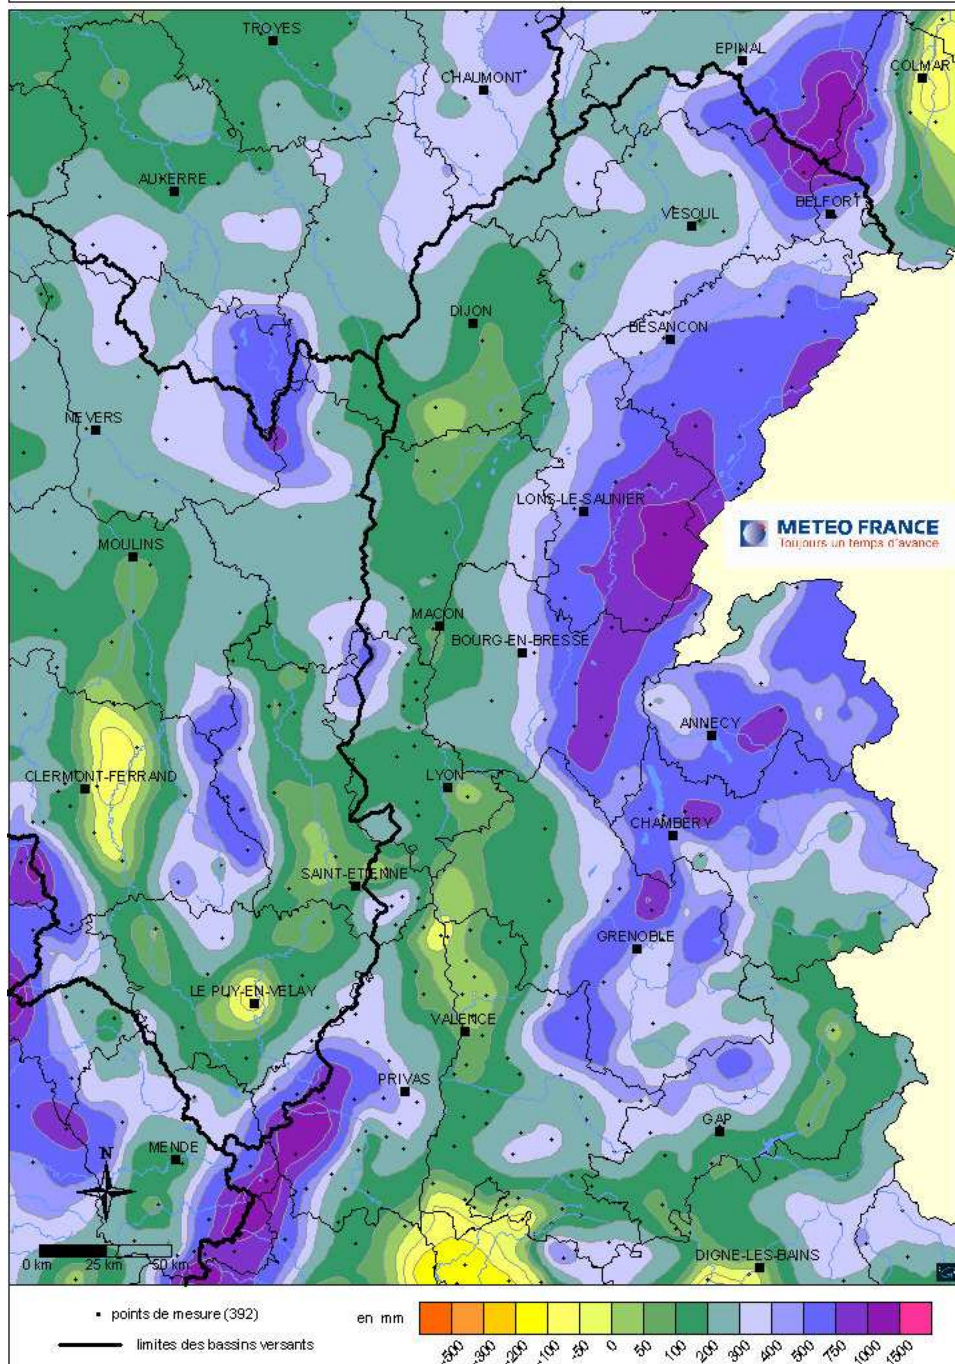 TROYES
EPINAL
CHAUMONT
COLMAR
AUXERRE
VESOUL
BELFORT
DIJON
BESANCON
NEVERS
LONS-LE-SAUNIER
METEO FRANCE
Toujours un temps d'avance
MOULINS
MACON
BOURG-EN-BRESSE
ANNECY
CLERMONT-FERRAND
LYON
CHAMBERY
SAINT-ETIENNE
GRENOBLE
LE PUY-EN-VELAY
VALENCE
PRIVAS
GAP
MENDE
N
DIGNE-LES-BAINS
0 km 25 km 50 km
points de mesure (392)
limites des bassins versants
en mm
-500 -300 -200 -100 -50 0 50 100 200 300 400 500 750 1000 1500